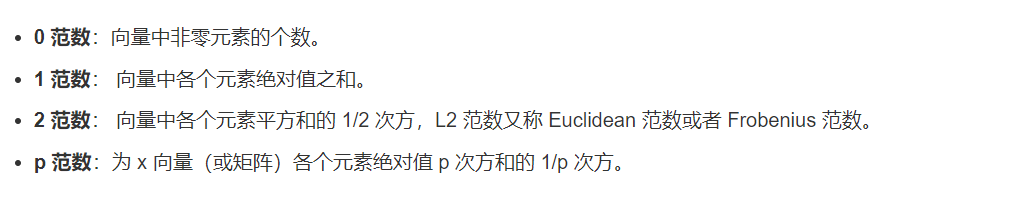 • 0 范数：向量中非零元素的个数。
• 1 范数： 向量中各个元素绝对值之和。
• 2 范数： 向量中各个元素平方和的 1/2 次方，L2 范数又称 Euclidean 范数或者 Frobenius 范数。
• p 范数：为 x 向量（或矩阵）各个元素绝对值 p 次方和的 1/p 次方。